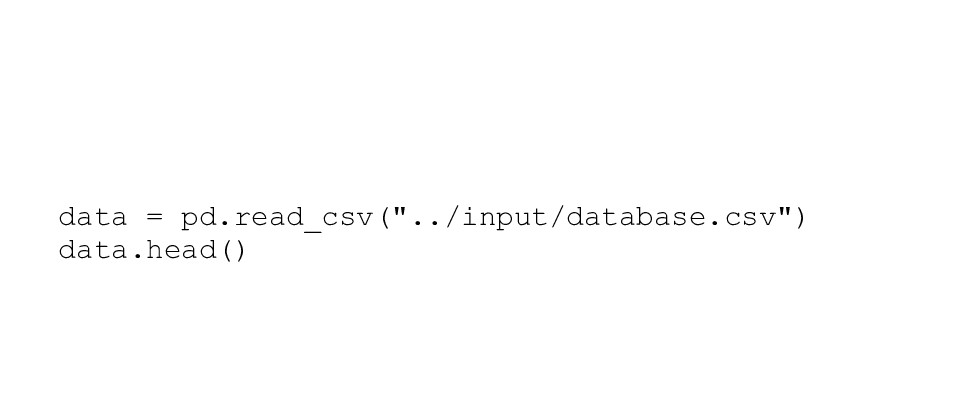 data = pd.read_csv("../input/database.csv")
data.head()